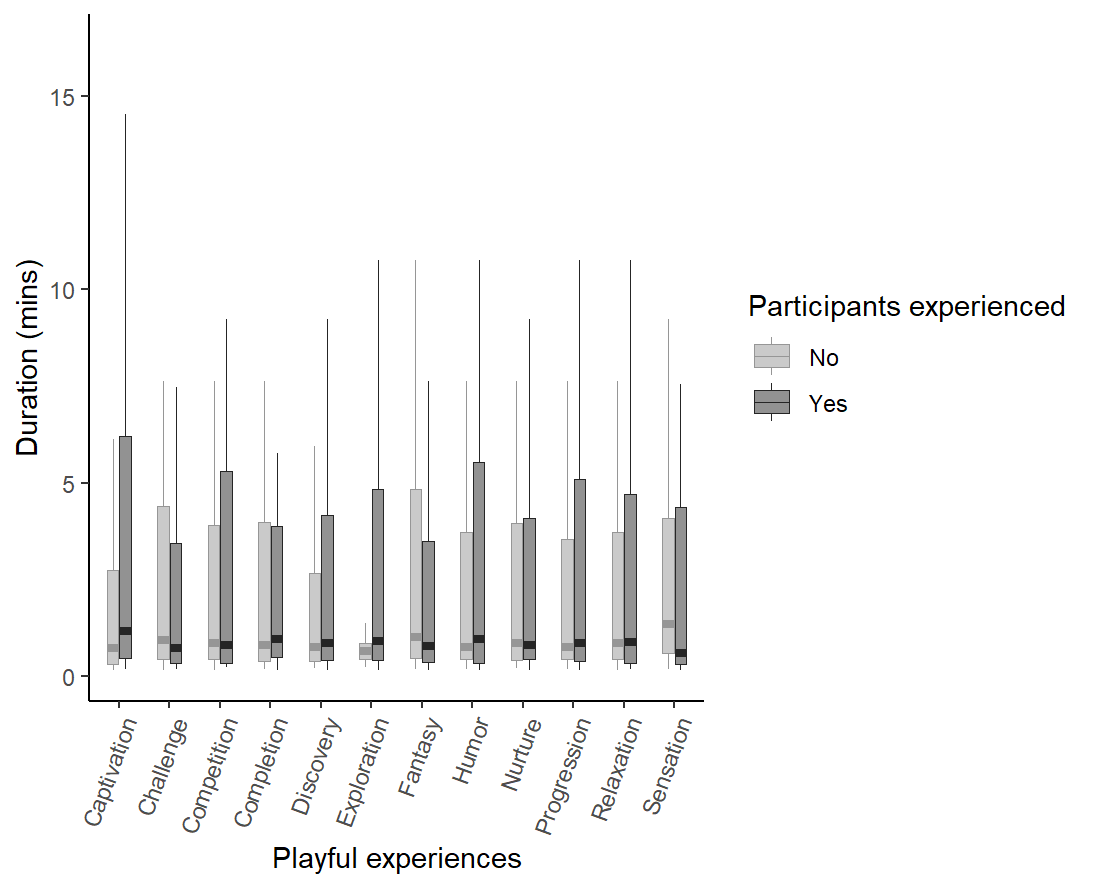 15
10
5
0
Duration (mins)
Captivation
Challenge
Competition
Completion
Discovery
Exploration
Fantasy
Humor
Nurture
Progression
Relaxation
Sensation
Playful experiences
Participants experienced
No
Yes